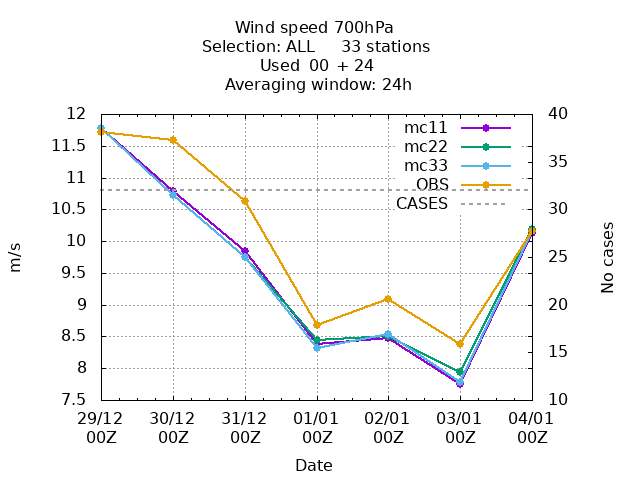 Wind speed 700hPa
Selection: ALL 33 stations
Used 00 + 24
Averaging window: 24h
12
11.5
11
10.5
10
9.5
9
8.5
8
7.5
40
35
30
25
20
15
10
mc11
mc22
mc33
OBS
CASES
m/s
No cases
29/12 30/12 31/12 01/01 02/01 03/01 04/01
00Z 00Z 00Z 00Z 00Z 00Z 00Z
Date